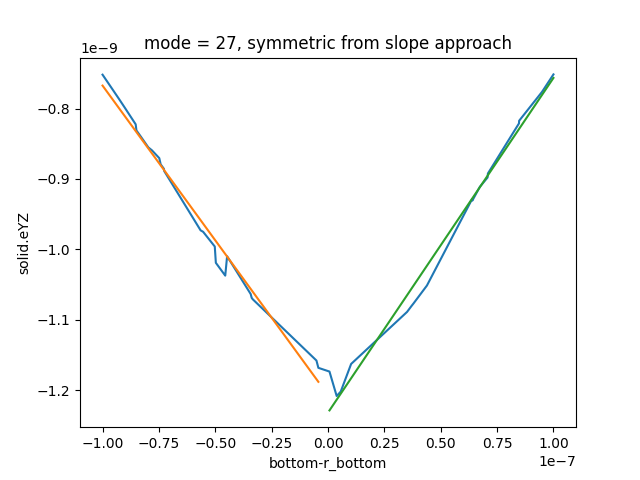 mode = 27, symmetric from slope approach
1e−9
−0.8
−0.9
−1.0
−1.1
−1.2
solid.eYZ
−1.00 −0.75 −0.50 −0.25 0.00 0.25 0.50 0.75 1.00
bottom-r_bottom
1e−7